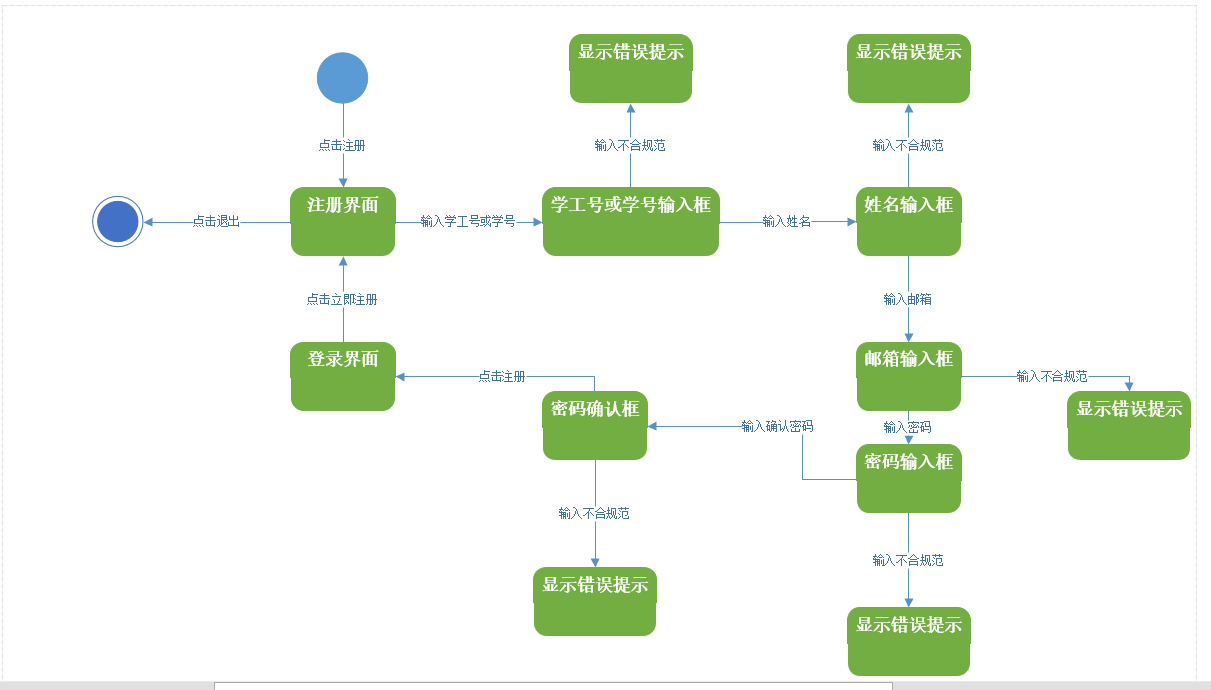 显示错误提示
显示错误提示
点击注册
输入不合规范
输入不合规范
注册界面
学工号或学号输入框
姓名输入框
点击退出
输入学工号或学号
输入姓名
点击立即注册
输入邮箱
登录界面
邮箱输入框
点击注册
输入不合规范
密码确认框
显示错误提示
输入确认密码
输入密码
密码输入框
输入不合规范
输入不合规范
显示错误提示
显示错误提示